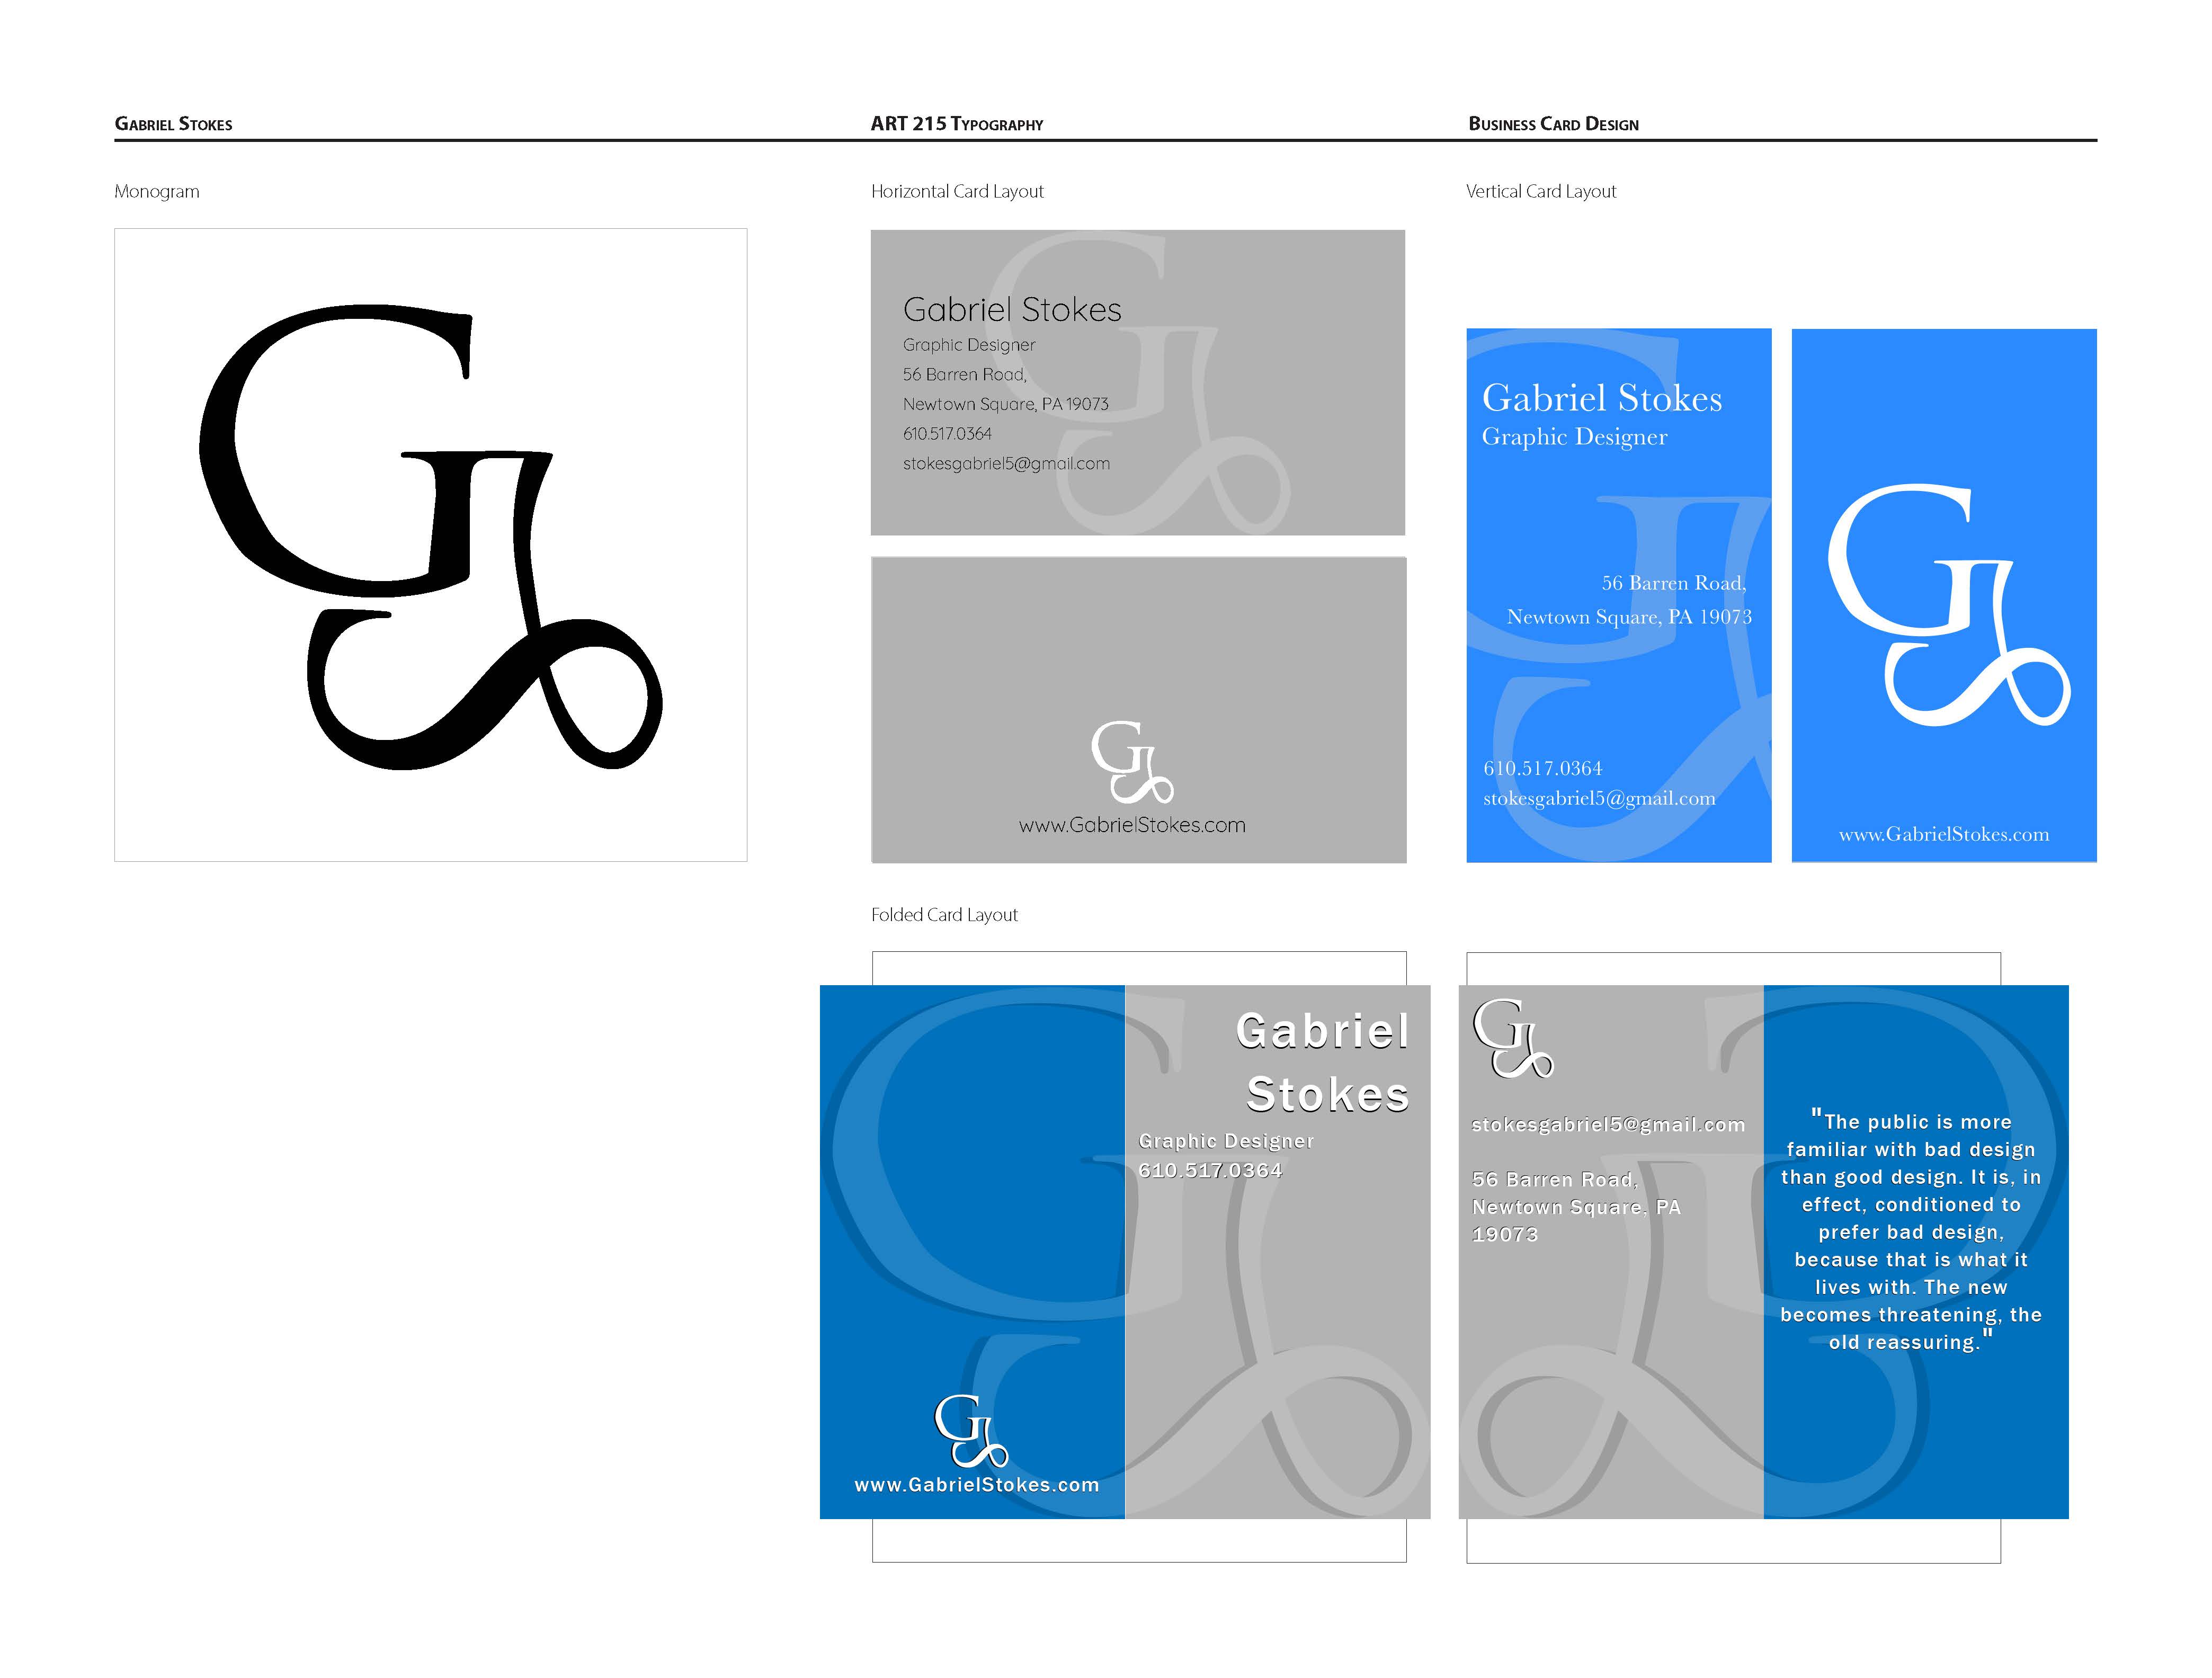 GABRIEL STOKES
ART 215 TYPOGRAPHY
BUSINESS CARD DESIGN
Monogram
Horizontal Card Layout
Vertical Card Layout
Gabriel Stokes
Graphic Designer
56 Barren Road,
Newtown Square, PA 19073
610.517.0364
stokesgabriel5@gmail.com
www.GabrielStokes.com
Gabriel Stokes
Graphic Designer
56 Barren Road,
Newtown Square, PA 19073
610.517.0364
stokesgabriel5@gmail.com
www.GabrielStokes.com
Folded Card Layout
www.GabrielStokes.com
Gabriel
Stokes
Graphic Designer
610.517.0364
stokesgabriel5@gmail.com
56 Barren Road,
Newtown Square, PA
19073
"The public is more
familiar with bad design
than good design. It is, in
effect, conditioned to
prefer bad design,
because that is what it
lives with. The new
becomes threatening, the
old reassuring."